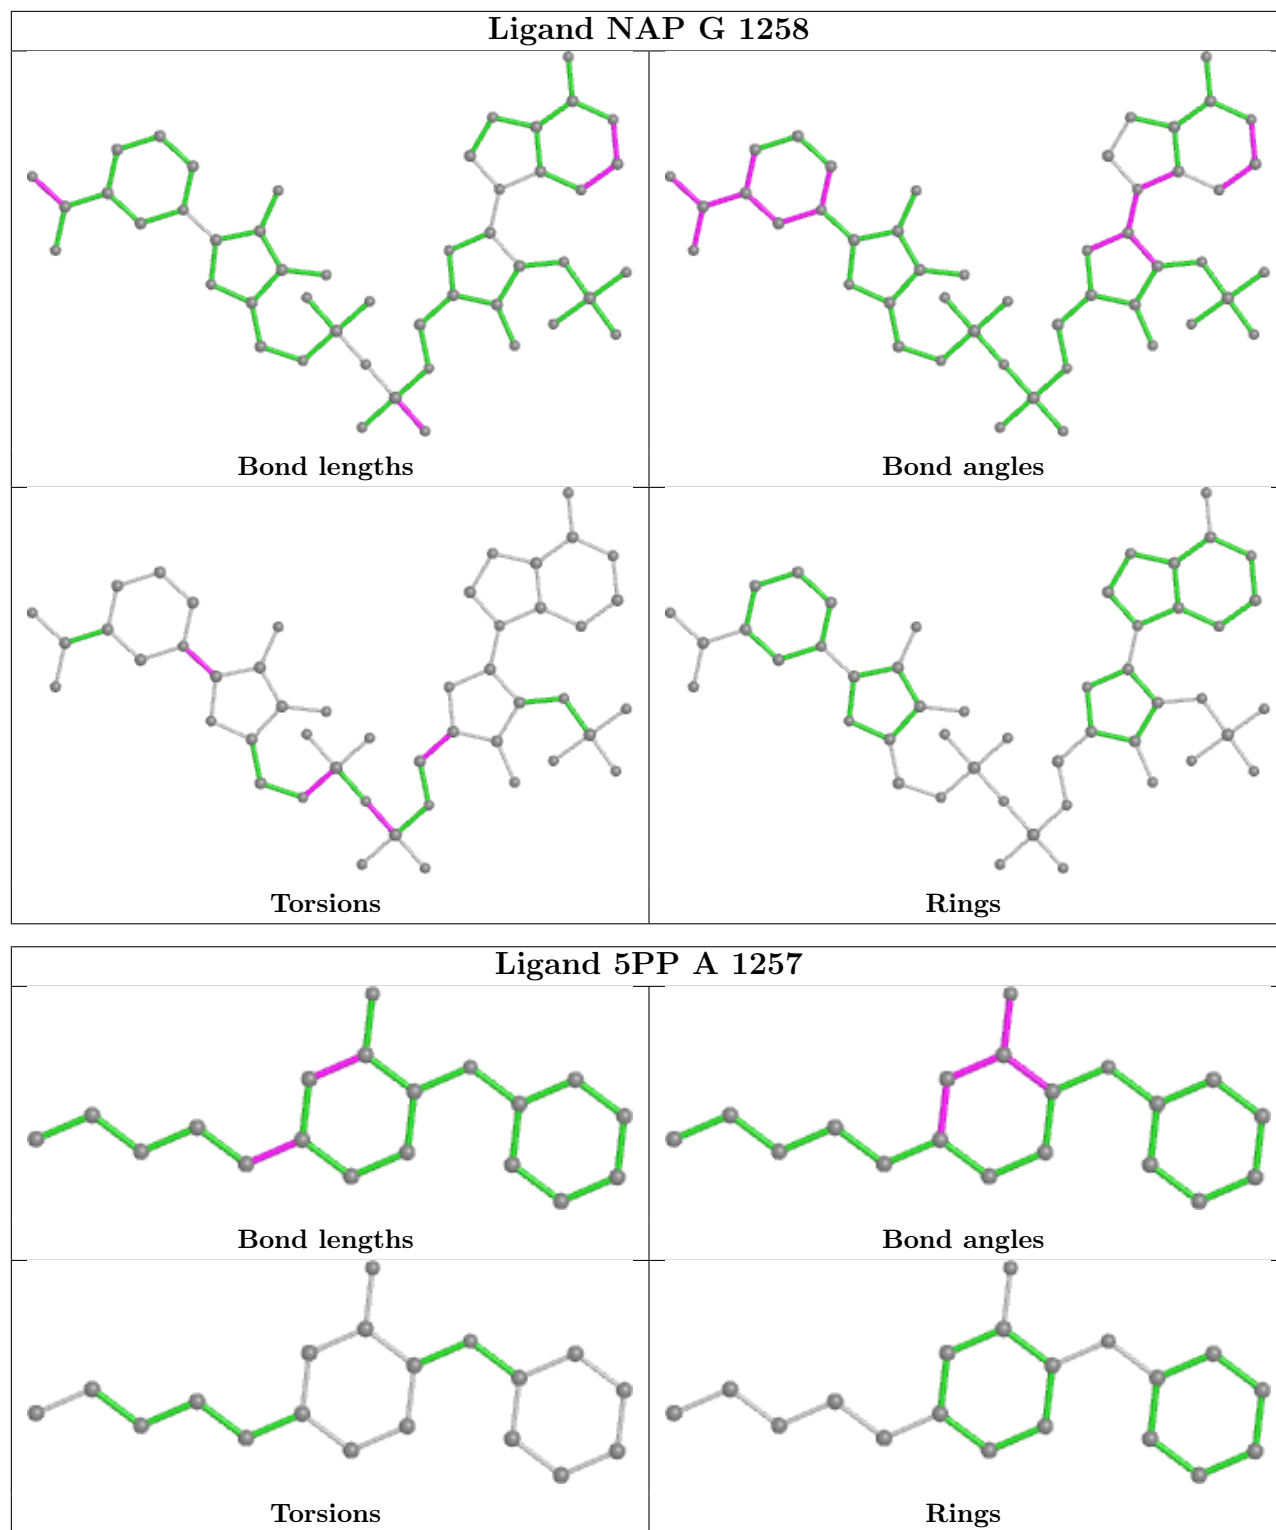 Ligand NAP G 1258
Bond lengths
Bond angles
Torsions
Rings
Ligand 5PP A 1257
Bond lengths
Bond angles
Torsions
Rings